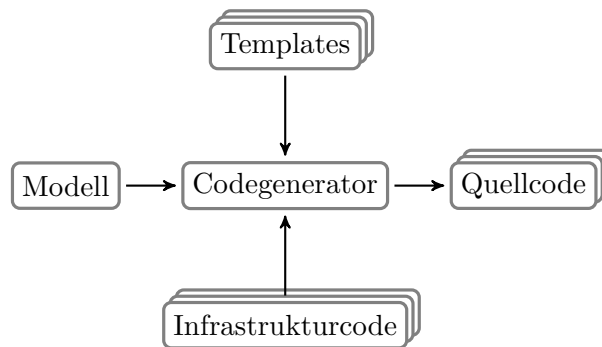 Templates
Modell
Codegenerator
Quellcode
Infrastrukturcode